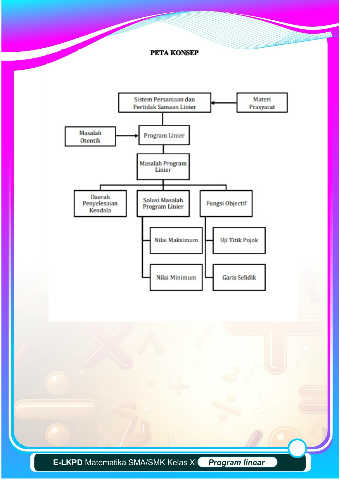 PETA KONSEP
Sistem Persamaan dan
Pertidak Samaan Linier
Materi
Prasyarat
Masalah
Otentik
Program Linier
Masalah Program
Linier
Daerah
Penyelesaian
Kendala
Solusi Masalah
Program Linier
Fungsi Objectif
Nilai Maksimum
Uji Titik Pojok
Nilai Minimum
Garis Selidik
E-LKPD Matematika SMA/SMK Kelas X
Program linear